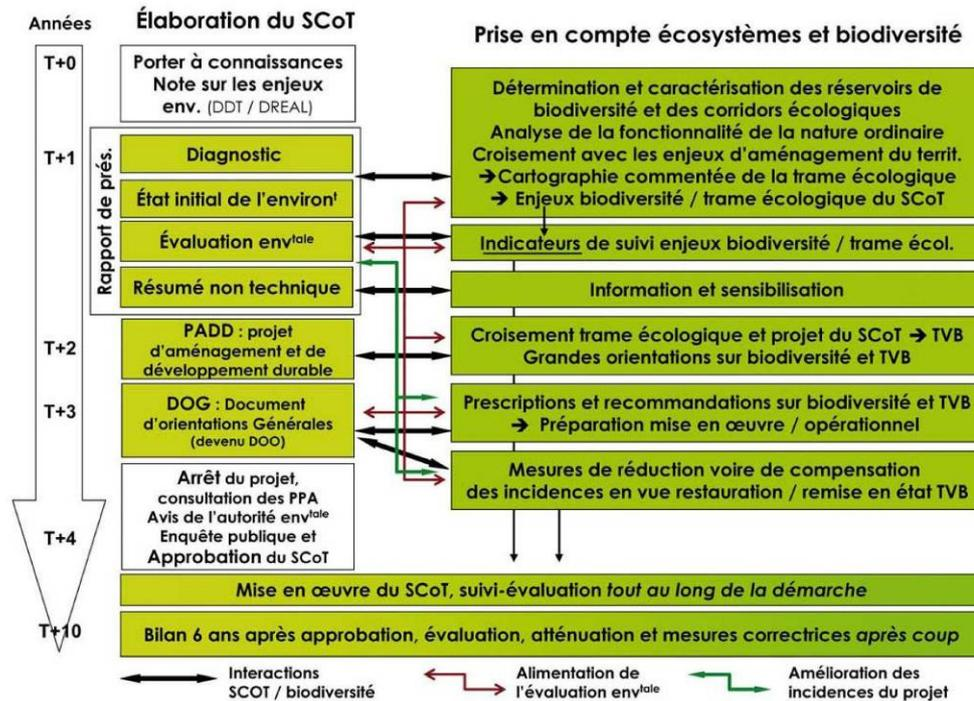 Années
Élaboration du SCoT
Prise en compte écosystèmes et biodiversité
T+0
Porter à connaissances
Note sur les enjeux
env. (DDT / DREAL)
Détermination et caractérisation des réservoirs de
biodiversité et des corridors écologiques
Analyse de la fonctionnalité de la nature ordinaire
Croisement avec les enjeux d'aménagement du territ.
➔Cartographie commentée de la trame écologique
➔ Enjeux biodiversité / trame écologique du SCoT
T+1
Rapport de prés.
Diagnostic
État initial de l'environᵗ
Évaluation envᵗᵃˡᵉ
Indicateurs de suivi enjeux biodiversité / trame écol.
Résumé non technique
Information et sensibilisation
T+2
PADD : projet
d'aménagement et de
développement durable
Croisement trame écologique et projet du SCoT ➔ TVB
Grandes orientations sur biodiversité et TVB
T+3
DOG : Document
d'orientations Générales
(devenu DOO)
Prescriptions et recommandations sur biodiversité et TVB
➔ Préparation mise en œuvre / opérationnel
Mesures de réduction voire de compensation
des incidences en vue restauration / remise en état TVB
T+4
Arrêt du projet,
consultation des PPA
Avis de l'autorité envᵗᵃˡᵉ
Enquête publique et
Approbation du SCoT
Mise en œuvre du SCoT, suivi-évaluation tout au long de la démarche
T+10
Bilan 6 ans après approbation, évaluation, atténuation et mesures correctrices après coup
Interactions
SCOT / biodiversité
Alimentation de
l'évaluation envᵗᵃˡᵉ
Amélioration des
incidences du projet